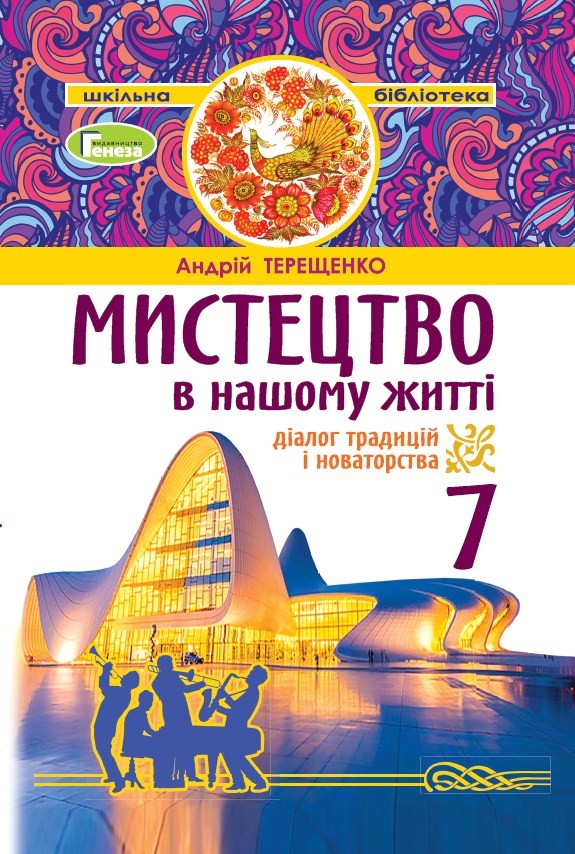 шкільна бібліотека
видавництво
Генеза
Андрій ТЕРЕЩЕНКО
МИСТЕЦТВО
в нашому житті
діалог традицій
і новаторства
7